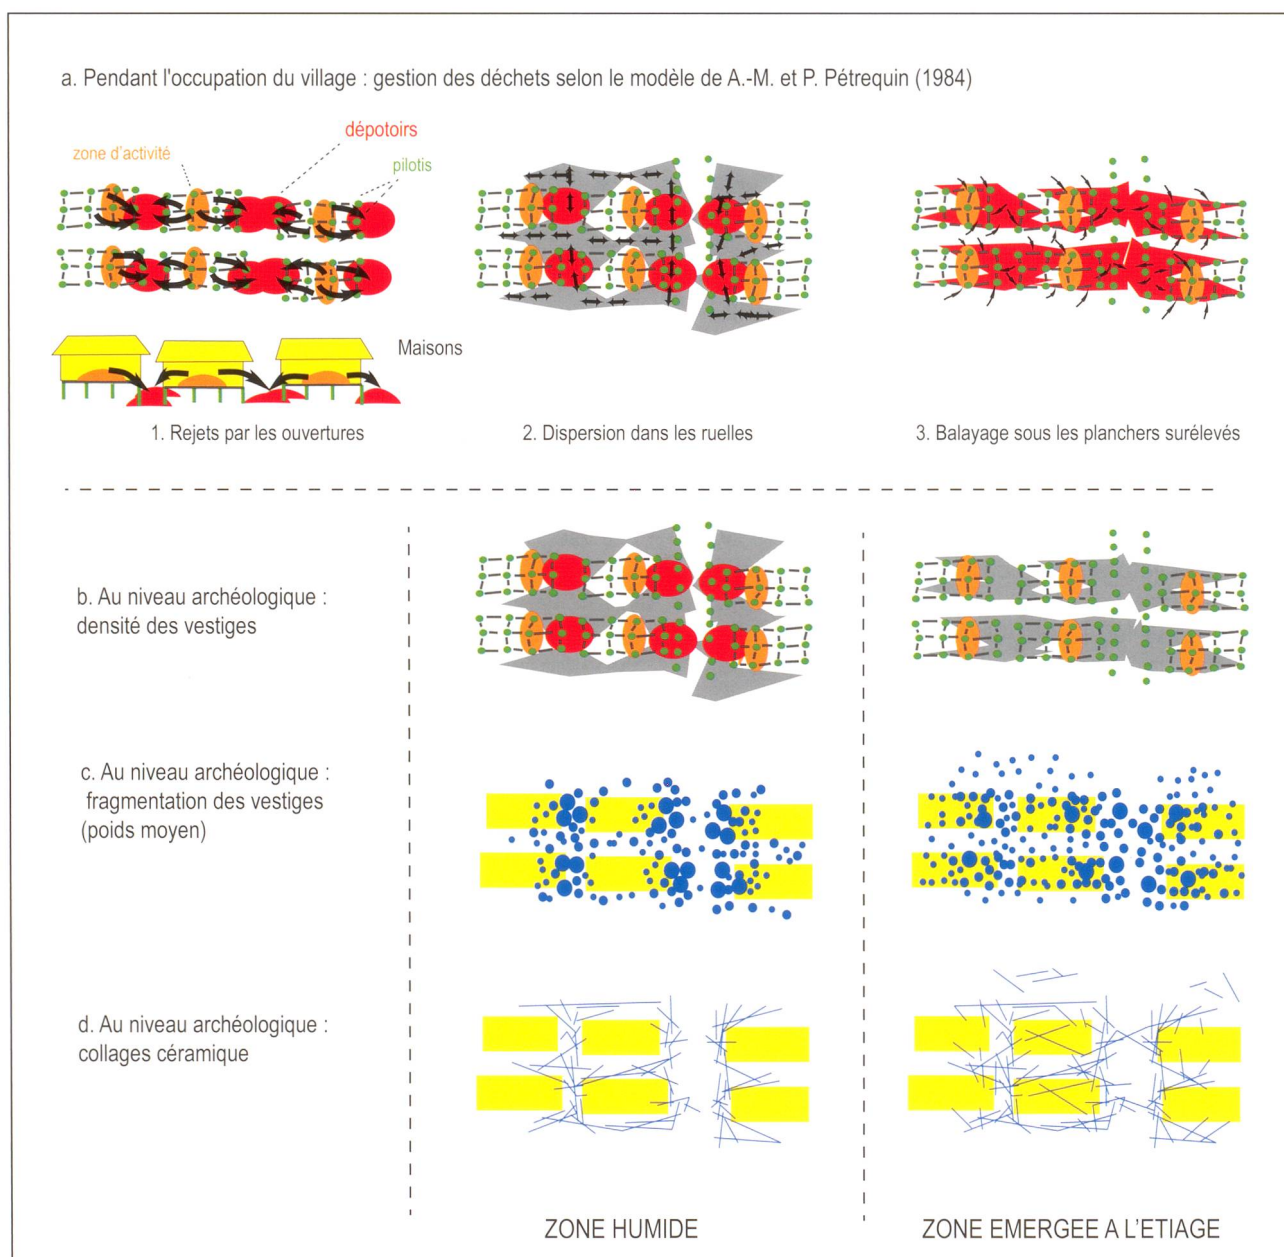 a. Pendant l'occupation du village : gestion des déchets selon le modèle de A.-M. et P. Pétrequin (1984)
dépotoirs
zone d'activité
pilotis
Maisons
1. Rejets par les ouvertures
2. Dispersion dans les ruelles
3. Balayage sous les planchers surélevés
b. Au niveau archéologique :
densité des vestiges
c. Au niveau archéologique :
fragmentation des vestiges
(poids moyen)
d. Au niveau archéologique :
collages céramique
ZONE HUMIDE
ZONE EMERGEE A L'ETIAGE